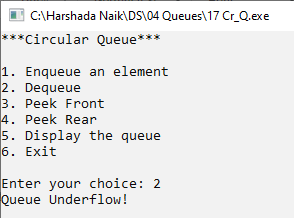 C:\Harshada Naik\DS\04 Queues\17 Cr_Q.exe
***Circular Queue***
1. Enqueue an element
2. Dequeue
3. Peek Front
4. Peek Rear
5. Display the queue
6. Exit
Enter your choice: 2
Queue Underflow!